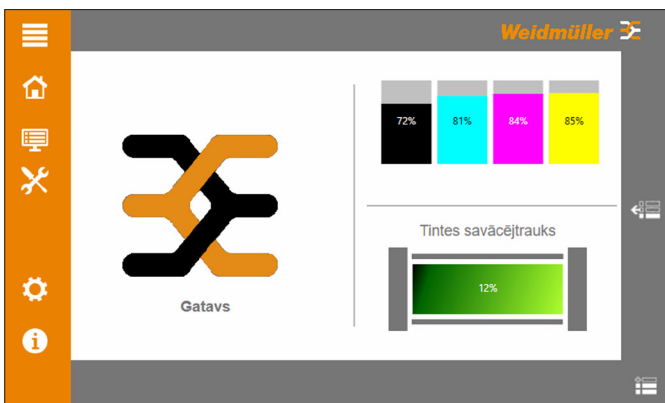 Weidmüller
72%
81%
84%
85%
Tintes savācējtrauks
12%
Gatavs